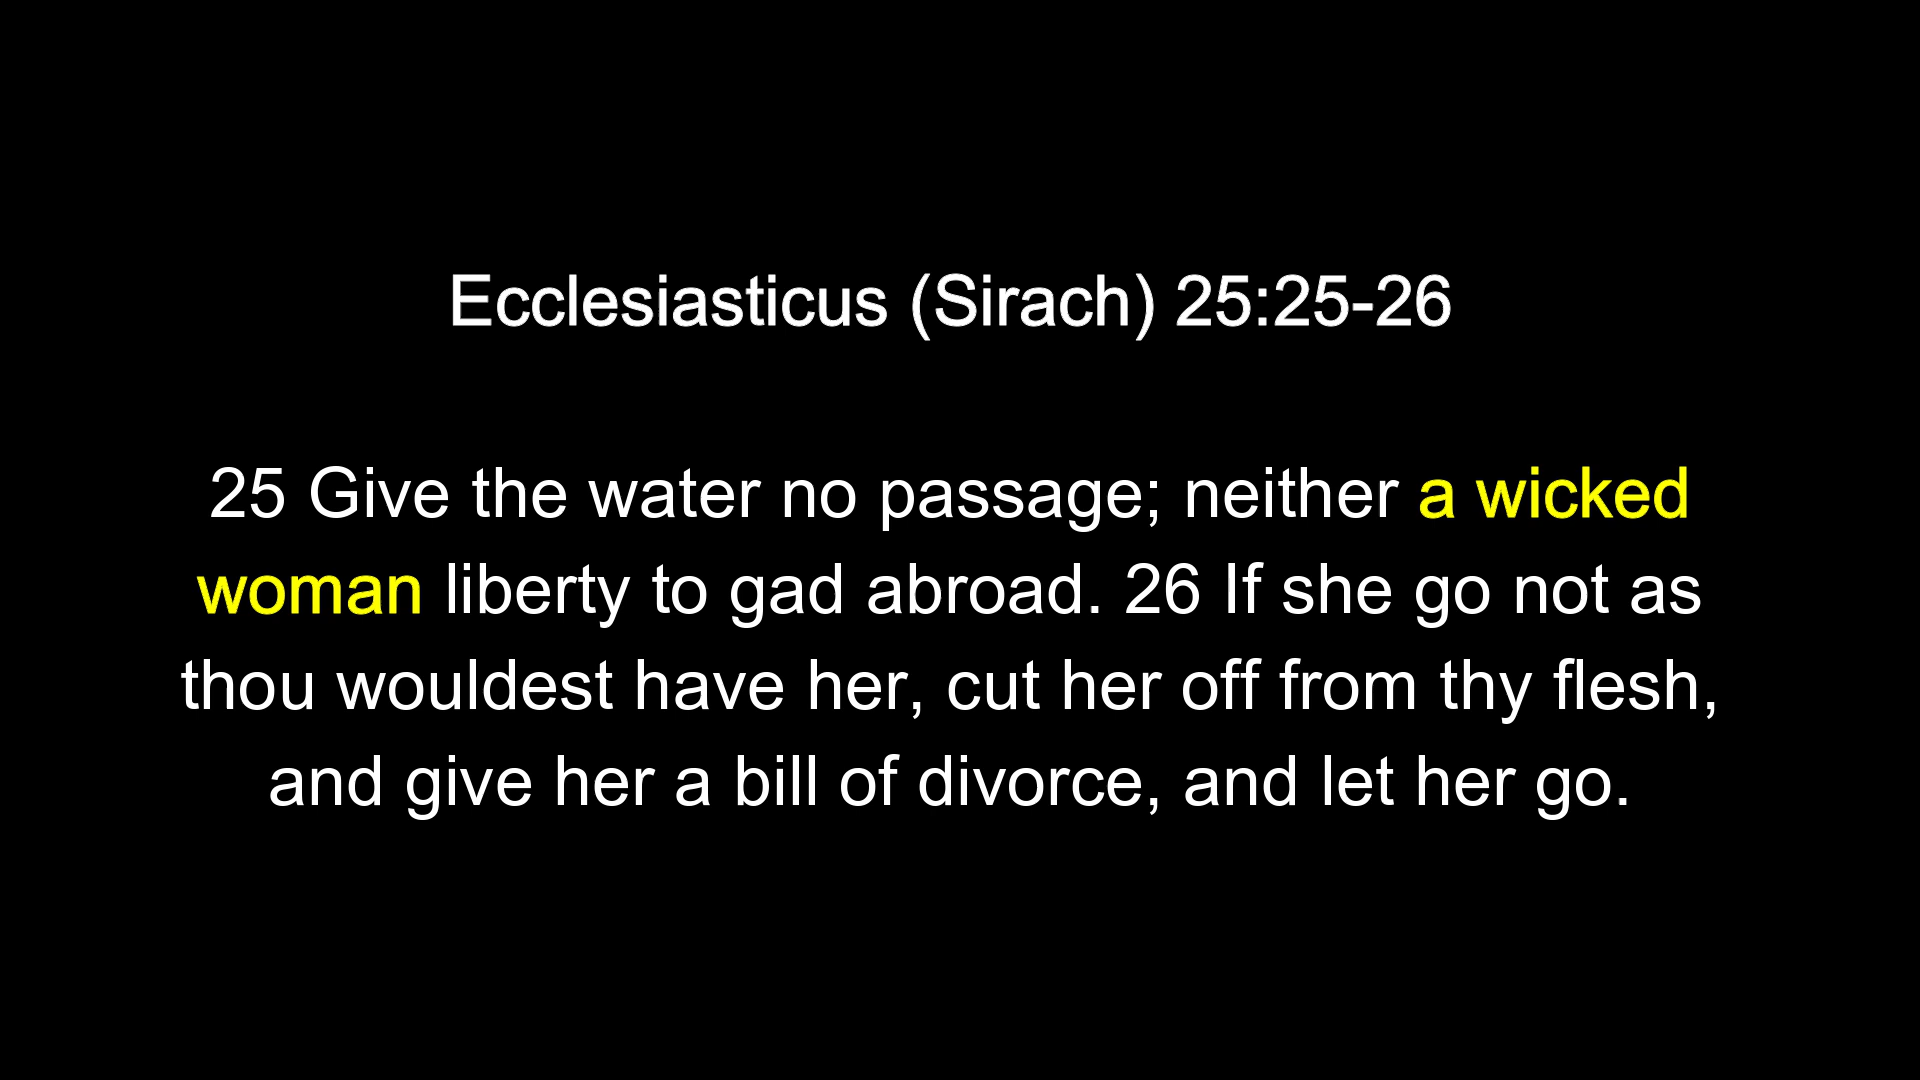 Ecclesiasticus (Sirach) 25:25-26
25 Give the water no passage; neither a wicked
woman liberty to gad abroad. 26 If she go not as
thou wouldest have her, cut her off from thy flesh,
and give her a bill of divorce, and let her go.